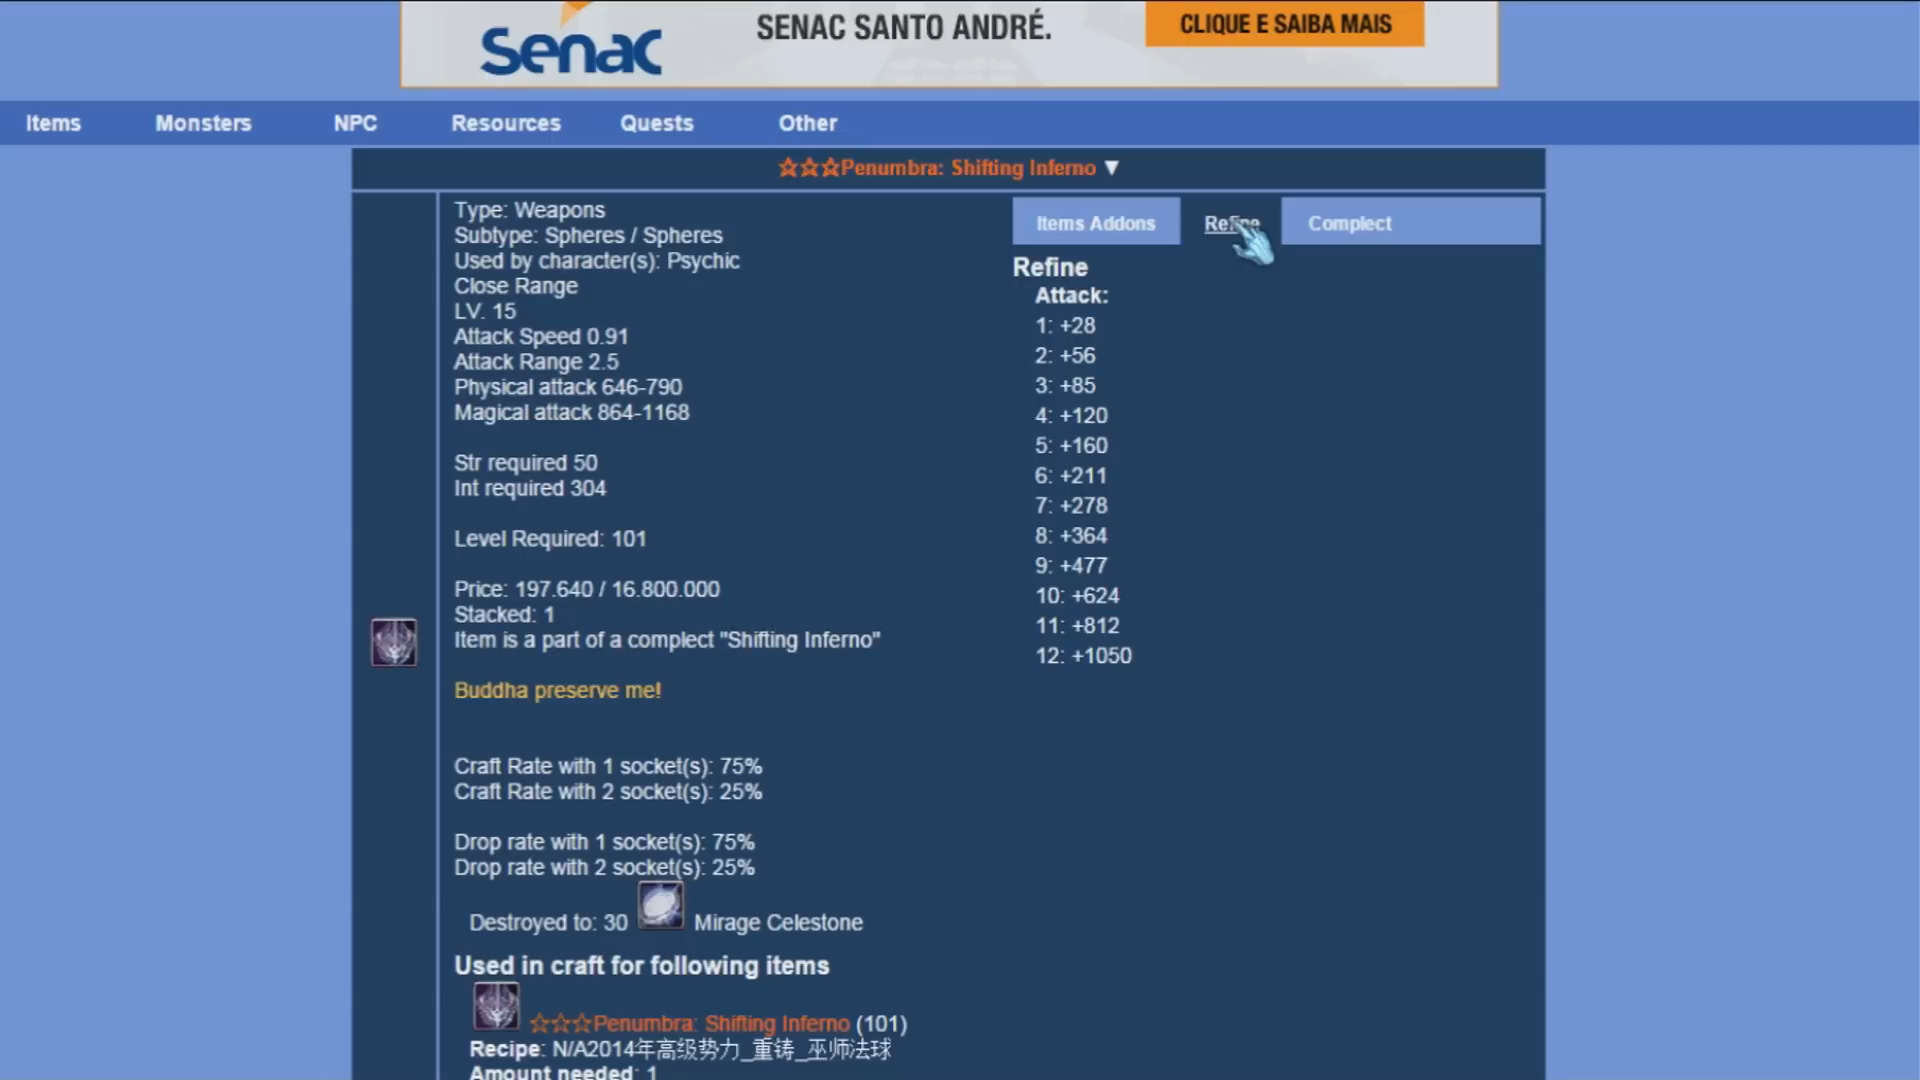 Senac
SENAC SANTO ANDRÉ.
CLIQUE E SAIBA MAIS
Items
Monsters
NPC
Resources
Quests
Other
☆☆☆Penumbra: Shifting Inferno ▼
Type: Weapons
Subtype: Spheres / Spheres
Used by character(s): Psychic
Close Range
LV. 15
Attack Speed 0.91
Attack Range 2.5
Physical attack 646-790
Magical attack 864-1168
Str required 50
Int required 304
Level Required: 101
Price: 197.640 / 16.800.000
Stacked: 1
Item is a part of a complect "Shifting Inferno"
Buddha preserve me!
Craft Rate with 1 socket(s): 75%
Craft Rate with 2 socket(s): 25%
Drop rate with 1 socket(s): 75%
Drop rate with 2 socket(s): 25%
Destroyed to: 30 Mirage Celestone
Used in craft for following items
☆☆☆Penumbra: Shifting Inferno (101)
Recipe: N/A2014年高级势力_重铸_巫师法球
Amount needed: 1
Items Addons
Refine
Complect
Refine
Attack:
1: +28
2: +56
3: +85
4: +120
5: +160
6: +211
7: +278
8: +364
9: +477
10: +624
11: +812
12: +1050